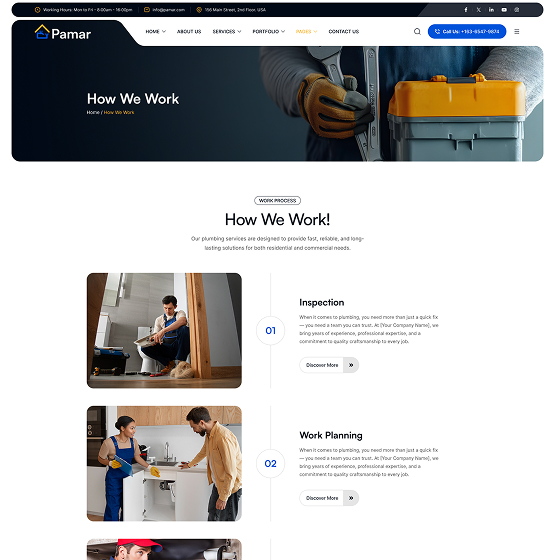 Working Hours: Mon to Fri - 8:00am - 16:00pm
info@pamar.com
156 Main Street, 2nd Floor. USA
Pamar
HOME
ABOUT US
SERVICES
PORTFOLIO
PAGES
CONTACT US
Call Us: +163-6547-9874
How We Work
Home / How We Work
WORK PROCESS
How We Work!
Our plumbing services are designed to provide fast, reliable, and long-
lasting solutions for both residential and commercial needs.
01
Inspection
When it comes to plumbing, you need more than just a quick fix
— you need a team you can trust. At [Your Company Name], we
bring years of experience, professional expertise, and a
commitment to quality craftsmanship to every job.
Discover More
02
Work Planning
When it comes to plumbing, you need more than just a quick fix
— you need a team you can trust. At [Your Company Name], we
bring years of experience, professional expertise, and a
commitment to quality craftsmanship to every job.
Discover More